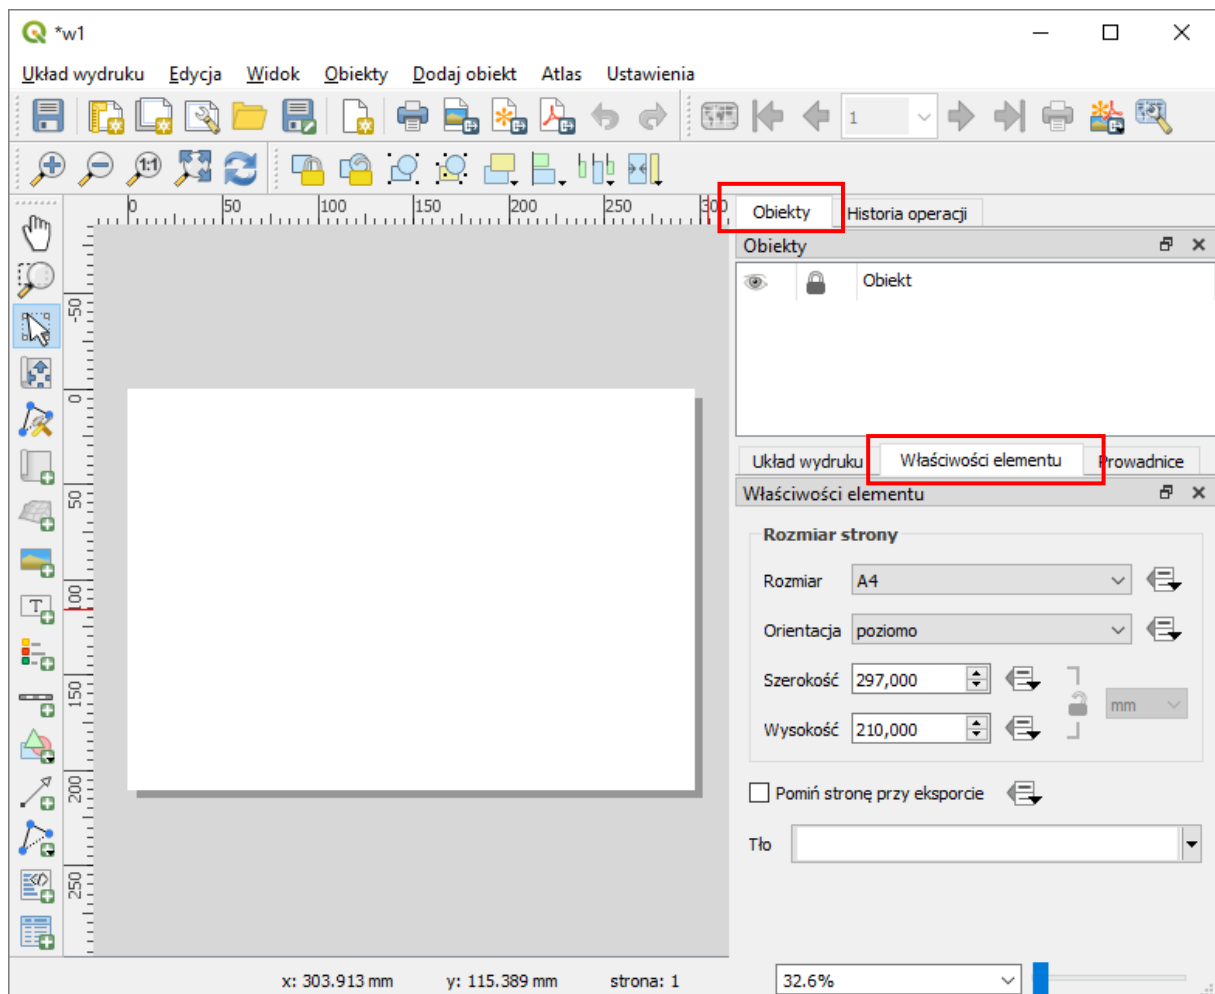 *w1
Układ wydruku Edycja Widok Obiekty Dodaj obiekt Atlas Ustawienia
1
1:1
0 50 100 150 200 250 300
Obiekty Historia operacji
Obiekty
Obiekt
-50
0
50
100
150
200
250
Układ wydruku Właściwości elementu Prowadnice
Właściwości elementu
Rozmiar strony
Rozmiar A4
Orientacja poziomo
Szerokość 297,000
mm
Wysokość 210,000
Pomiń stronę przy eksporcie
Tło
T
x: 303.913 mm y: 115.389 mm strona: 1 32.6%